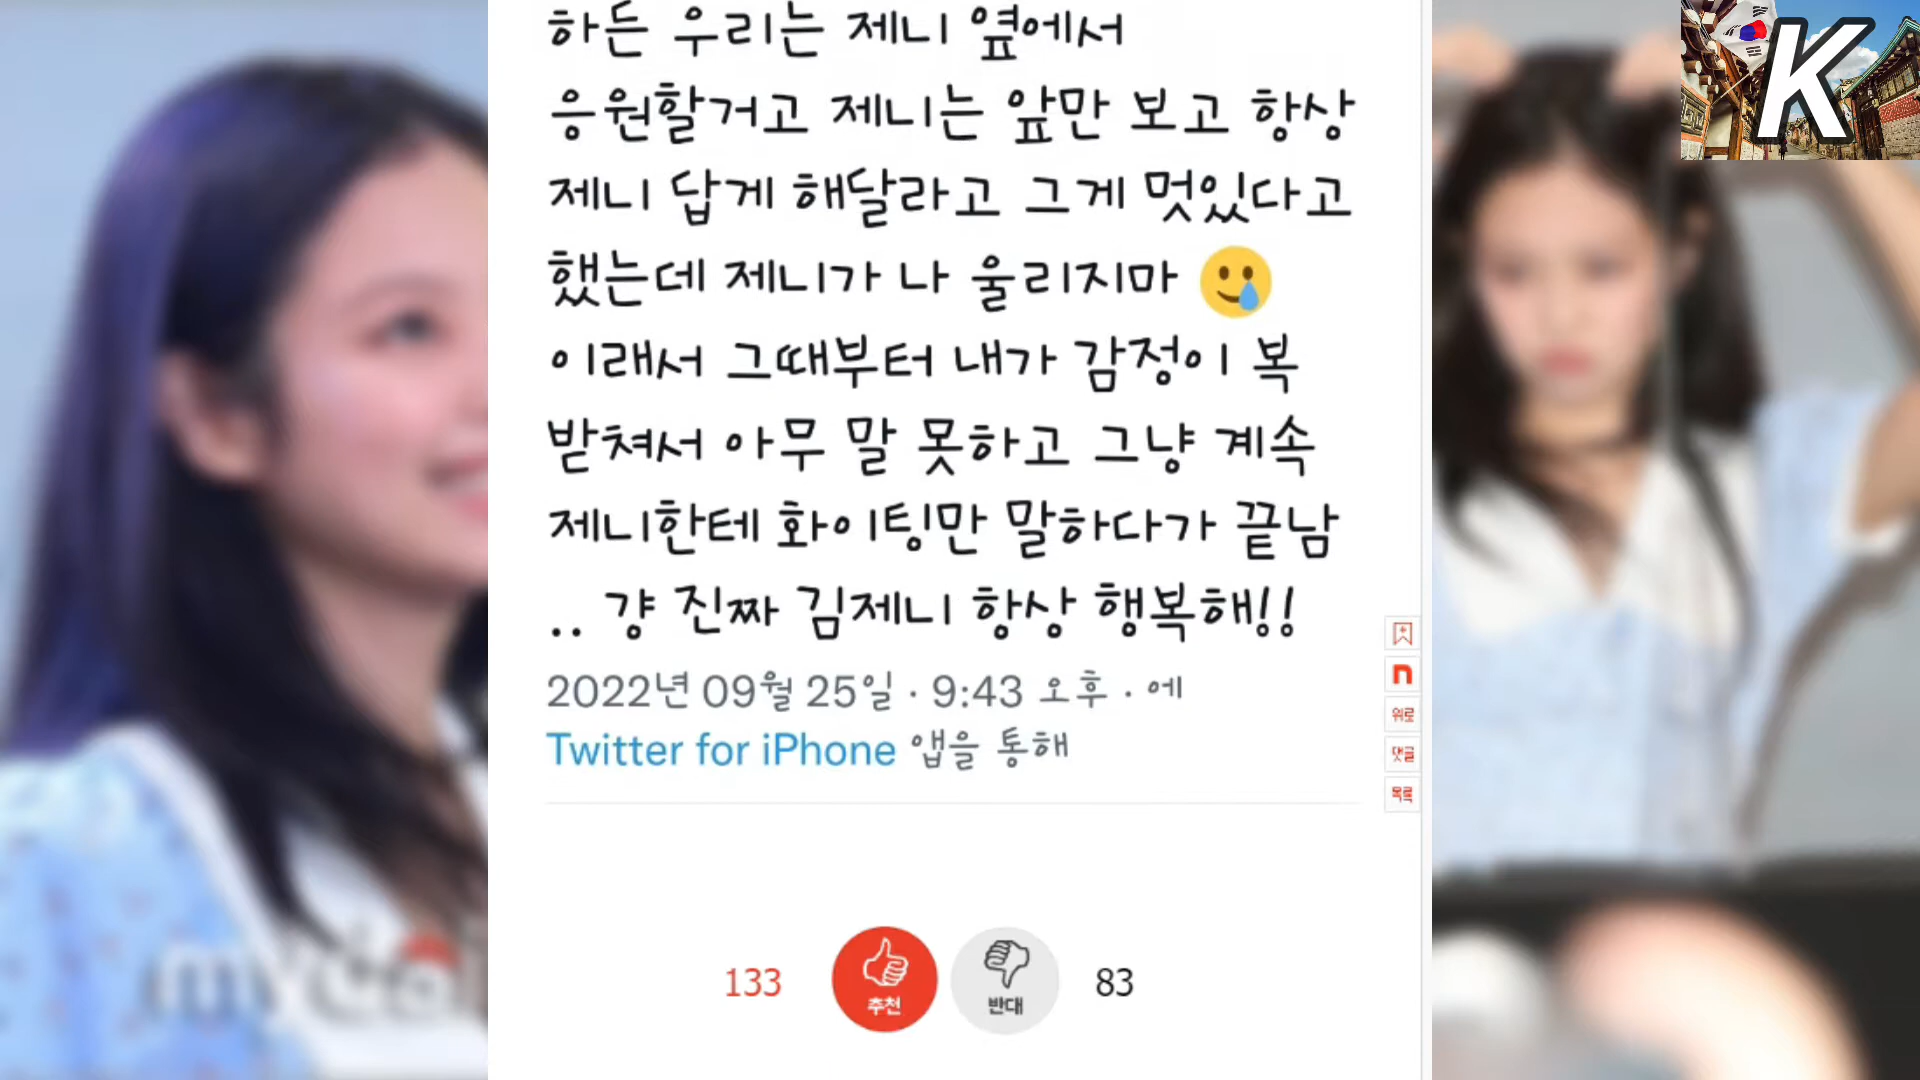 하든 우리는 제니 옆에서
응원할거고 제니는 앞만 보고 항상
제니 답게 해달라고 그게 멋있다고
했는데 제니가 나 울리지마 🥲
이래서 그때부터 내가 감정이 복
받쳐서 아무 말 못하고 그냥 계속
제니한테 화이팅만 말하다가 끝남
.. 걍 진짜 김제니 항상 행복해!!
2022년 09월 25일 · 9:43 오후 · 에
Twitter for iPhone 앱을 통해
133 추천 반대 83
n
위로
댓글
목록
K